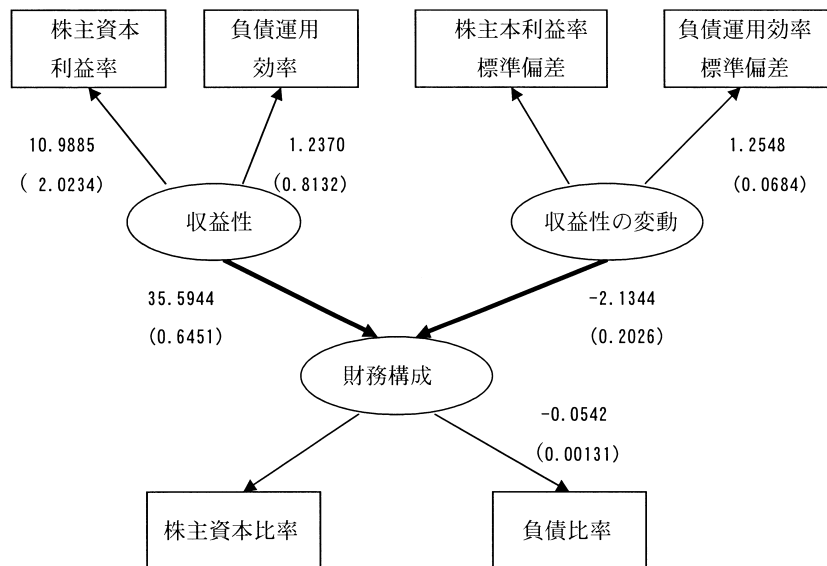 株主資本
利益率
負債運用
効率
株主本利益率
標準偏差
負債運用効率
標準偏差
10.9885
( 2.0234)
1.2370
(0.8132)
1.2548
(0.0684)
収益性
収益性の変動
35.5944
(0.6451)
-2.1344
(0.2026)
財務構成
-0.0542
(0.00131)
株主資本比率
負債比率